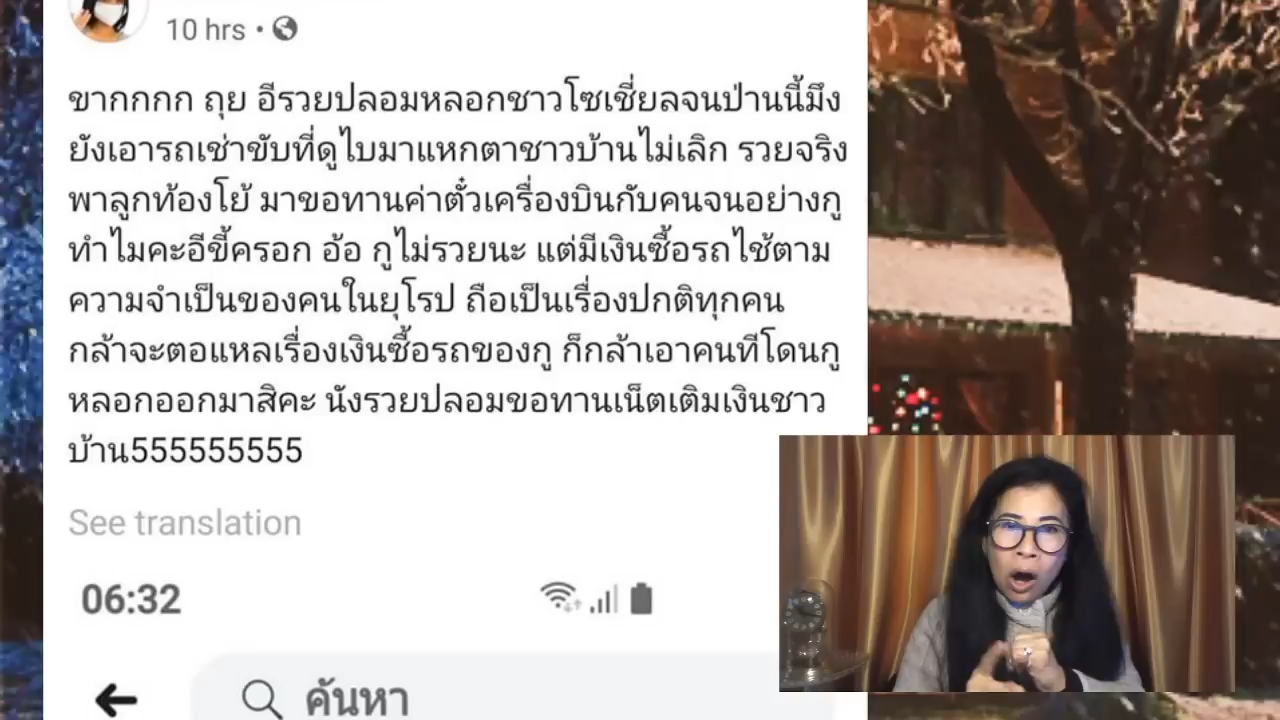 10 hrs •
ขากกกก ถุย อีรวยปลอมหลอกชาวโซเชี่ยลจนป่านนี้มึง
ยังเอารถเช่าขับที่ดูไบมาแหกตาชาวบ้านไม่เลิก รวยจริง
พาลูกท้องโย้ มาขอทานค่าตั๋วเครื่องบินกับคนจนอย่างกู
ทำไมคะอีขี้ครอก อ้อ กูไม่รวยนะ แต่มีเงินซื้อรถไช้ตาม
ความจำเป็นของคนในยุโรป ถือเป็นเรื่องปกติทุกคน
กล้าจะตอแหลเรื่องเงินซื้อรถของกู ก็กล้าเอาคนทีโดนกู
หลอกออกมาสิคะ นังรวยปลอมขอทานเน็ตเติมเงินชาว
บ้าน555555555
See translation
06:32
ค้นหา